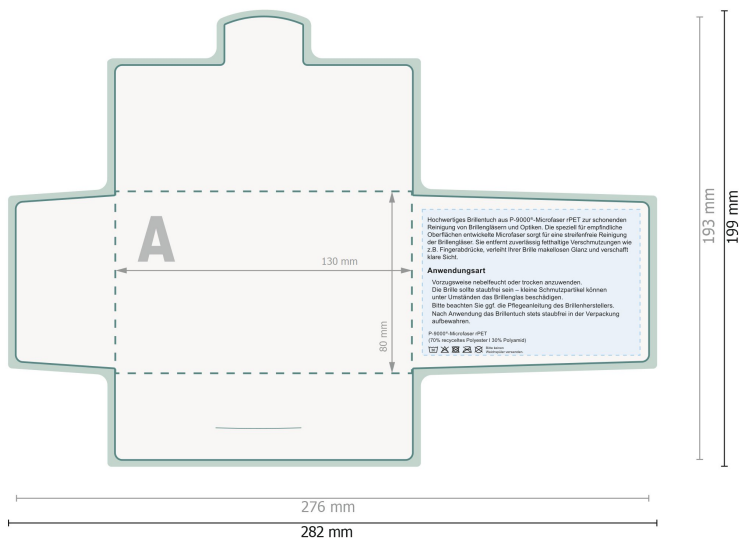 A
130 mm
80 mm
Hochwertiges Brillentuch aus P-9000®-Microfaser rPET zur schonenden
Reinigung von Brillengläsern und Optiken. Die speziell für empfindliche
Oberflächen entwickelte Microfaser sorgt für eine streifenfreie Reinigung
der Brillengläser. Sie entfernt zuverlässig fetthaltige Verschmutzungen wie
z.B. Fingerabdrücke, verleiht Ihrer Brille makellosen Glanz und verschafft
klare Sicht.
Anwendungsart
Vorzugsweise nebelfeucht oder trocken anzuwenden.
Die Brille sollte staubfrei sein – kleine Schmutzpartikel können
unter Umständen das Brillenglas beschädigen.
Bitte beachten Sie ggf. die Pflegeanleitung des Brillenherstellers.
Nach Anwendung das Brillentuch stets staubfrei in der Verpackung
aufbewahren.
P-9000®-Microfaser rPET
(70% recyceltes Polyester I 30% Polyamid)
193 mm
199 mm
276 mm
282 mm